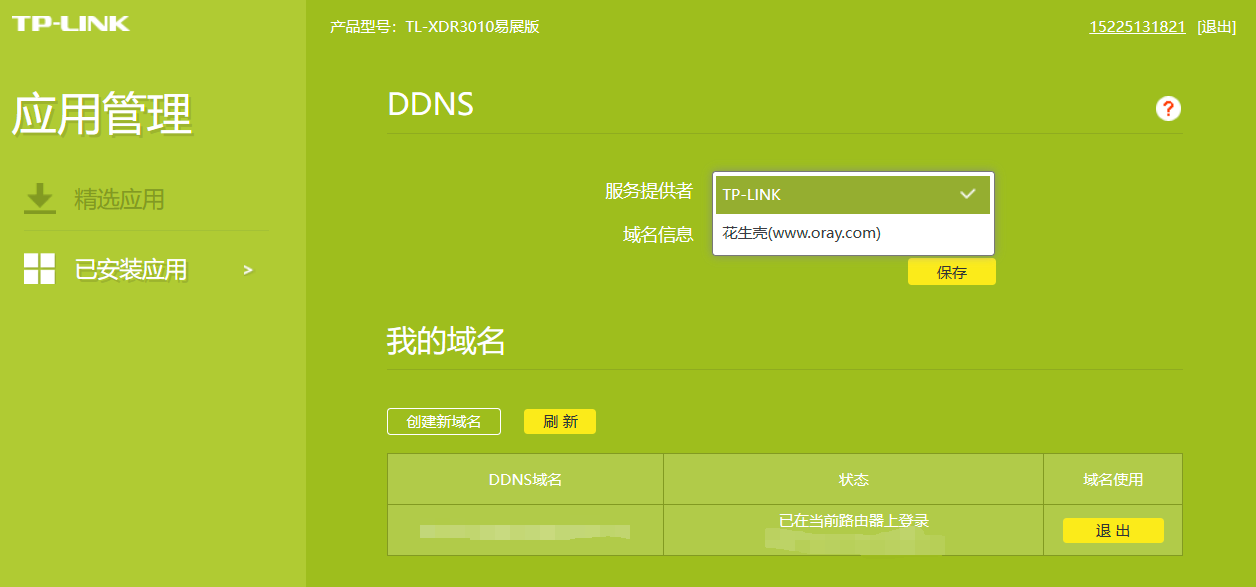 TP-LINK
产品型号：TL-XDR3010易展版
15225131821 [退出]
应用管理
精选应用
已安装应用 >
DDNS
?
服务提供者
TP-LINK
花生壳(www.oray.com)
域名信息
保存
我的域名
创建新域名 刷 新
DDNS域名 状态 域名使用
已在当前路由器上登录
退 出